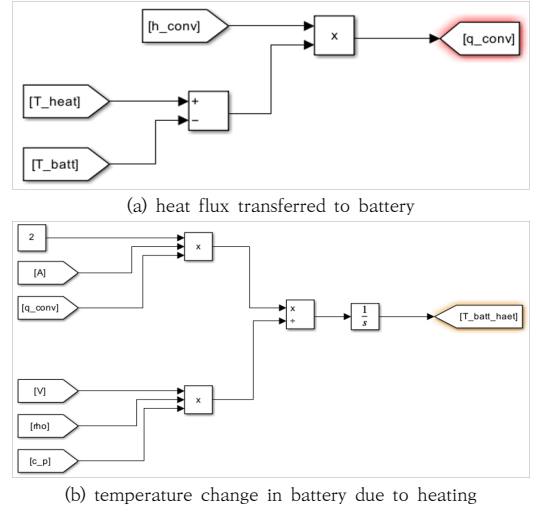 [h_conv]
x
[q_conv]
[T_heat]
+
−
[T_batt]
(a) heat flux transferred to battery
2
x
[A]
[q_conv]
x
÷
1
s
[T_batt_haet]
[V]
[rho]
x
[c_p]
(b) temperature change in battery due to heating